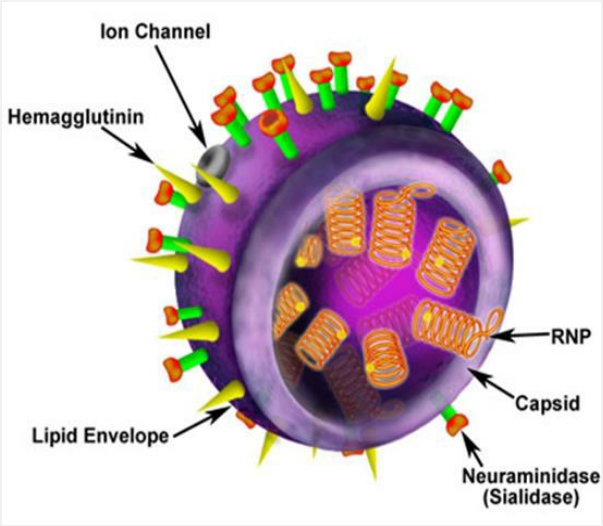 Ion Channel
Hemagglutinin
RNP
Capsid
Lipid Envelope
Neuraminidase
(Sialidase)